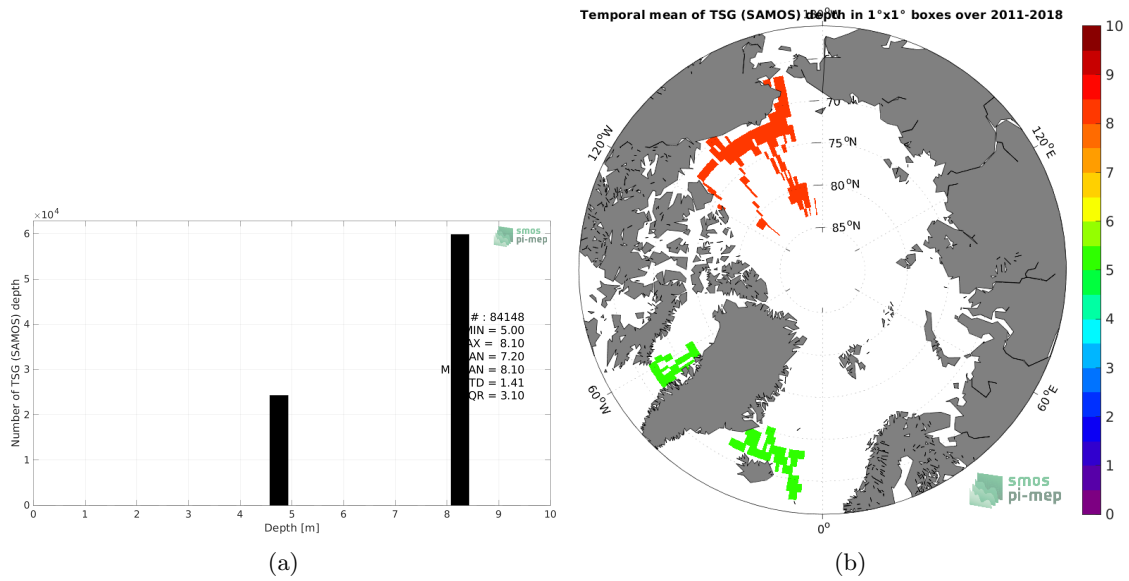 Temporal mean of TSG (SAMOS) depth in 1°x1° boxes over 2011-2018
180°W
×10⁴
smos
pi-mep
# : 84148
MIN = 5.00
AX = 8.10
AN = 7.20
M AN = 8.10
TD = 1.41
QR = 3.10
Number of TSG (SAMOS) depth
6
5
4
3
2
1
0
0 1 2 3 4 5 6 7 8 9 10
Depth [m]
(a)
120°W
120°E
60°W
60°E
0°
70
75°N
80°N
85°N
10
9
8
7
6
5
4
3
2
1
0
smos
pi-mep
(b)